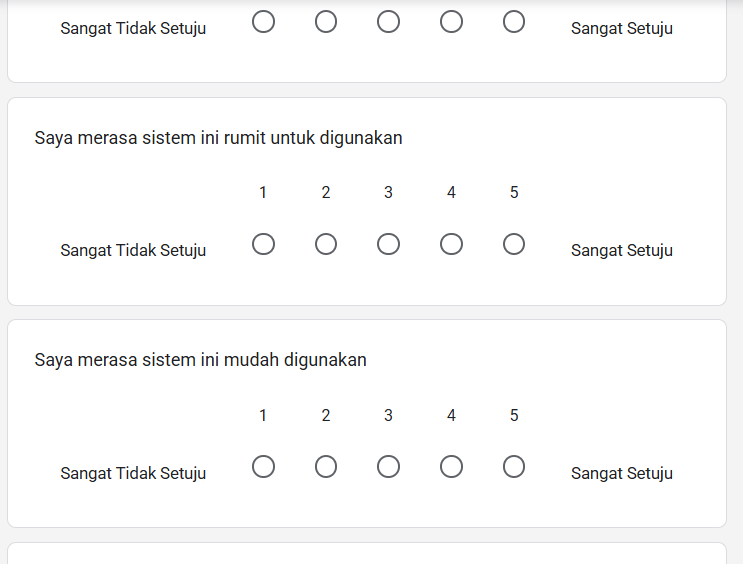 Sangat Tidak Setuju Sangat Setuju
Saya merasa sistem ini rumit untuk digunakan
1 2 3 4 5
Sangat Tidak Setuju Sangat Setuju
Saya merasa sistem ini mudah digunakan
1 2 3 4 5
Sangat Tidak Setuju Sangat Setuju